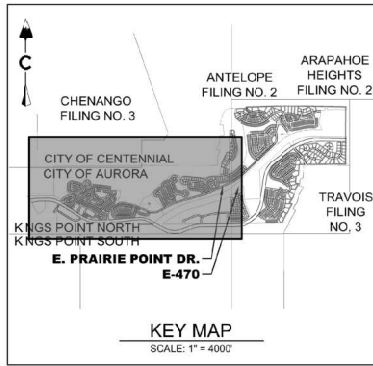 C
CHENANGO
FILING NO. 3
ANTELOPE
FILING NO. 2
ARAPAHOE
HEIGHTS
FILING NO. 2
CITY OF CENTENNIAL
CITY OF AURORA
TRAVOIS
FILING
NO. 3
KINGS POINT NORTH
KINGS POINT SOUTH
E. PRAIRIE POINT DR.
E-470
KEY MAP
SCALE: 1" = 4000'